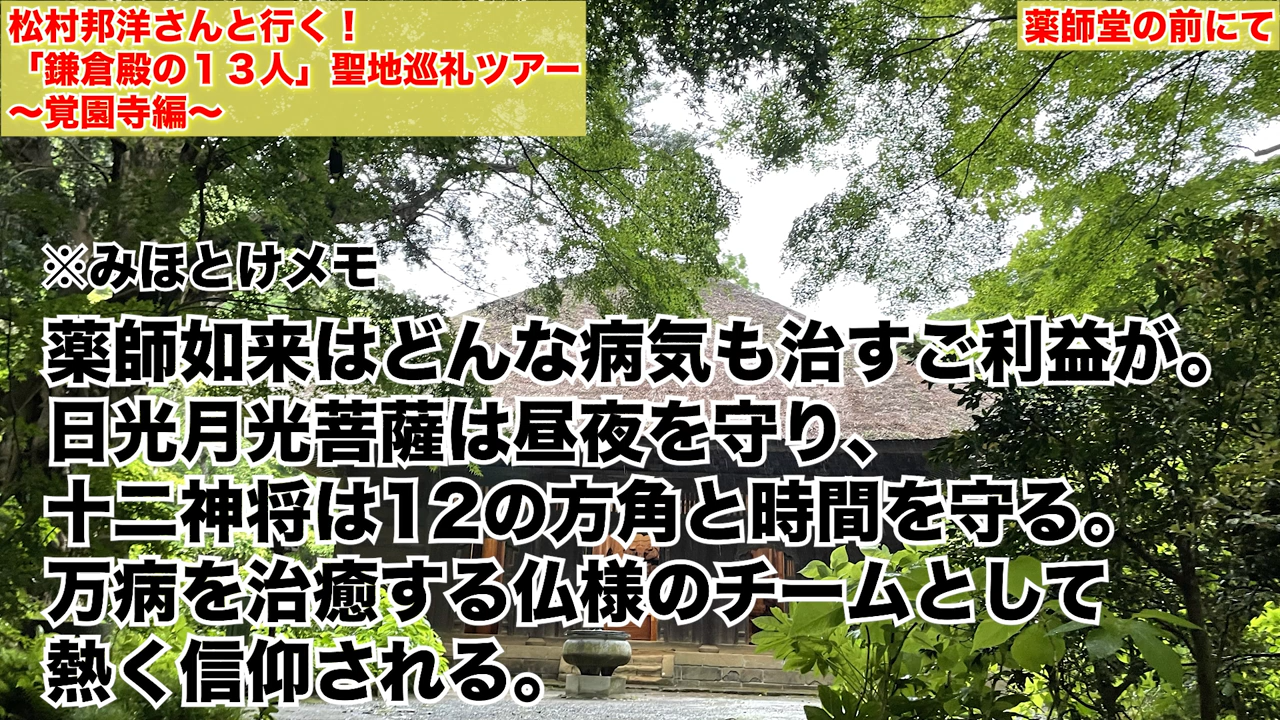 松村邦洋さんと行く！
「鎌倉殿の１３人」聖地巡礼ツアー
〜覚園寺編〜
薬師堂の前にて
※みほとけメモ
薬師如来はどんな病気も治すご利益が。
日光月光菩薩は昼夜を守り、
十二神将は12の方角と時間を守る。
万病を治癒する仏様のチームとして
熱く信仰される。